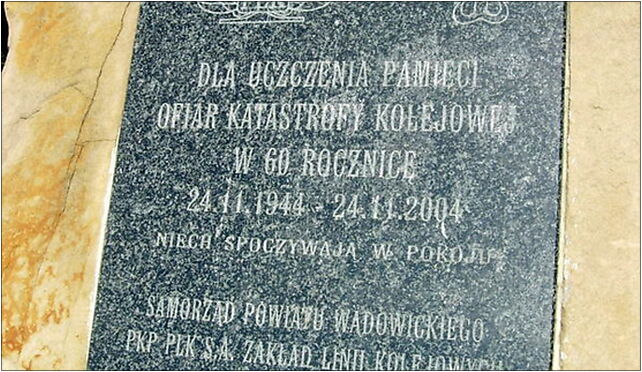 DLA UCZCZENIA PAMIĘCI
OFIAR KATASTROFY KOLEJOWEJ
W 60 ROCZNICĘ
24.11.1944 - 24.11.2004
NIECH SPOCZYWAJĄ W POKOJU
SAMORZĄD POWIATU WADOWICKIEGO
PKP PLK S.A. ZAKŁAD LINII KOLEJOWYCH